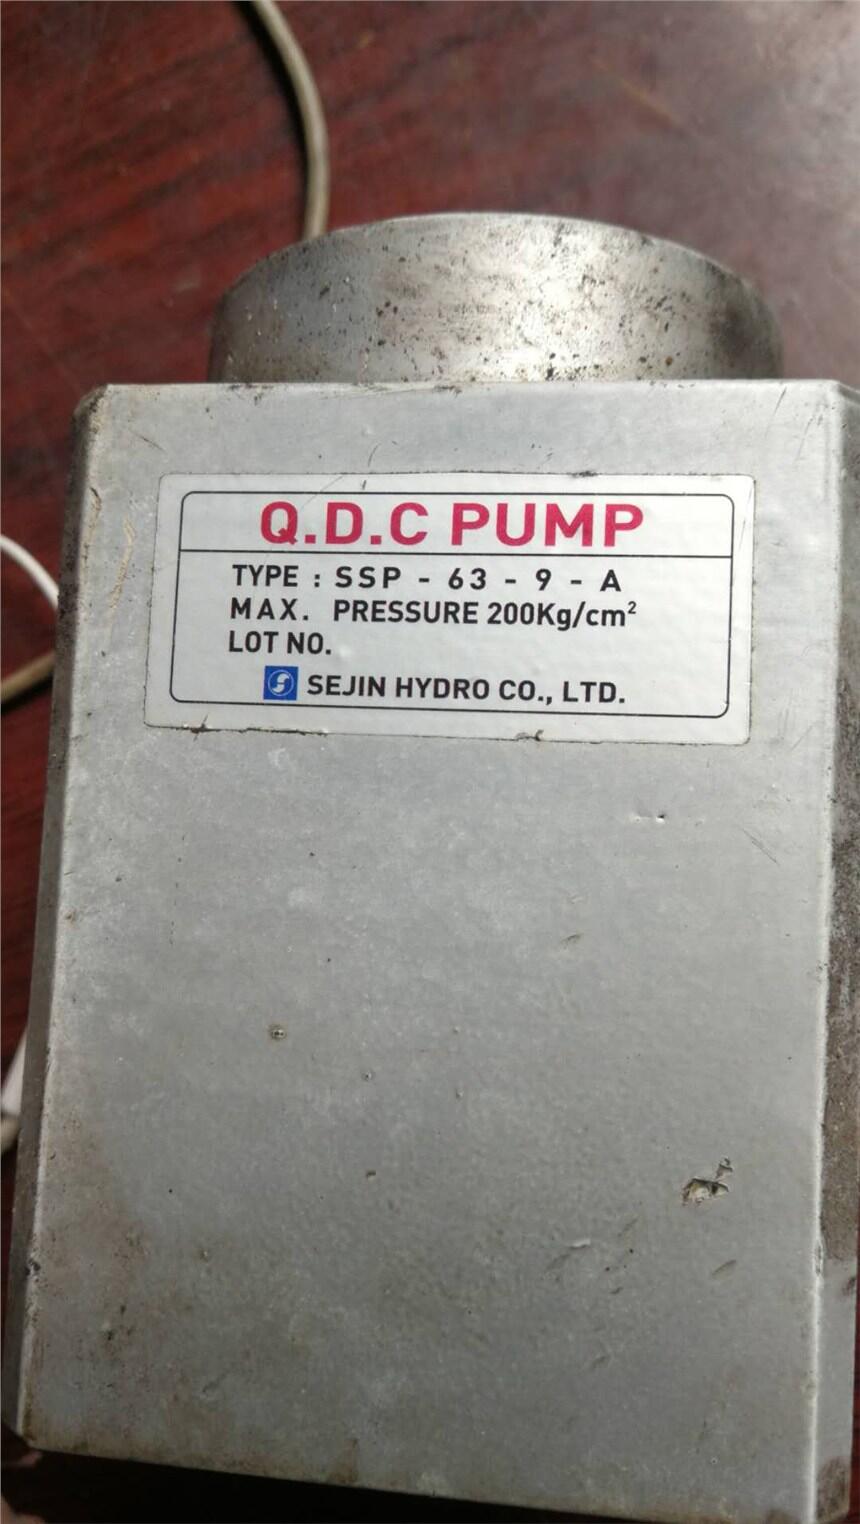 Q.D.C PUMP
TYPE : SSP - 63 - 9 - A
MAX. PRESSURE 200Kg/cm²
LOT NO.
SEJIN HYDRO CO., LTD.